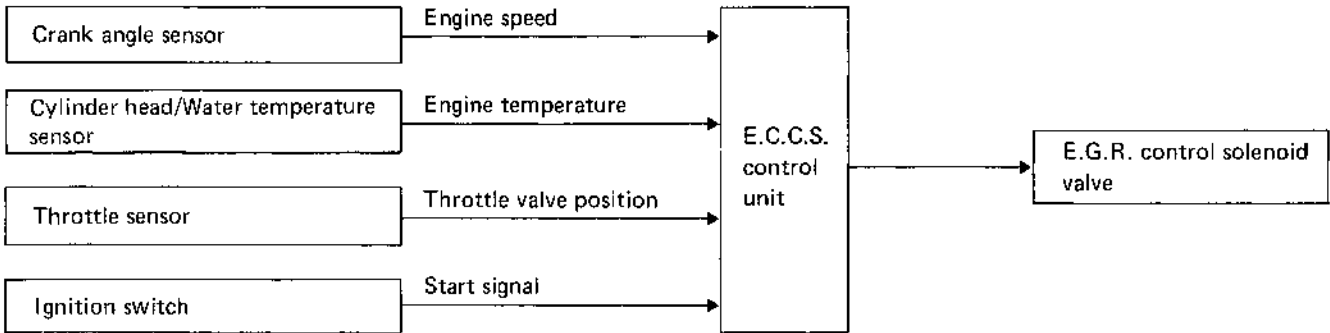 Crank angle sensor
Engine speed
Cylinder head/Water temperature
sensor
Engine temperature
Throttle sensor
Throttle valve position
Ignition switch
Start signal
E.C.C.S.
control
unit
E.G.R. control solenoid
valve